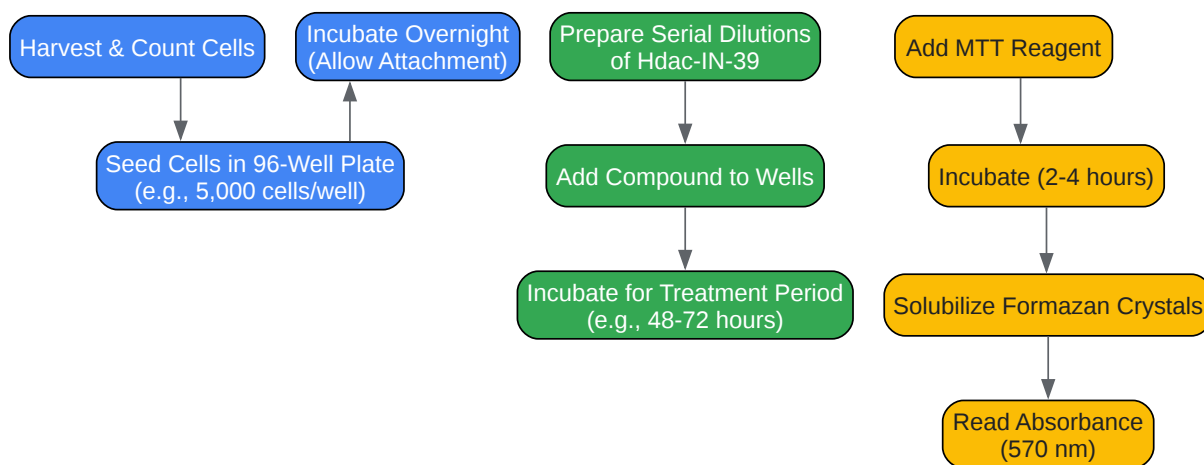 Harvest & Count Cells
Seed Cells in 96-Well Plate
(e.g., 5,000 cells/well)
Incubate Overnight
(Allow Attachment)
Prepare Serial Dilutions
of Hdac-IN-39
Add Compound to Wells
Incubate for Treatment Period
(e.g., 48-72 hours)
Add MTT Reagent
Incubate (2-4 hours)
Solubilize Formazan Crystals
Read Absorbance
(570 nm)